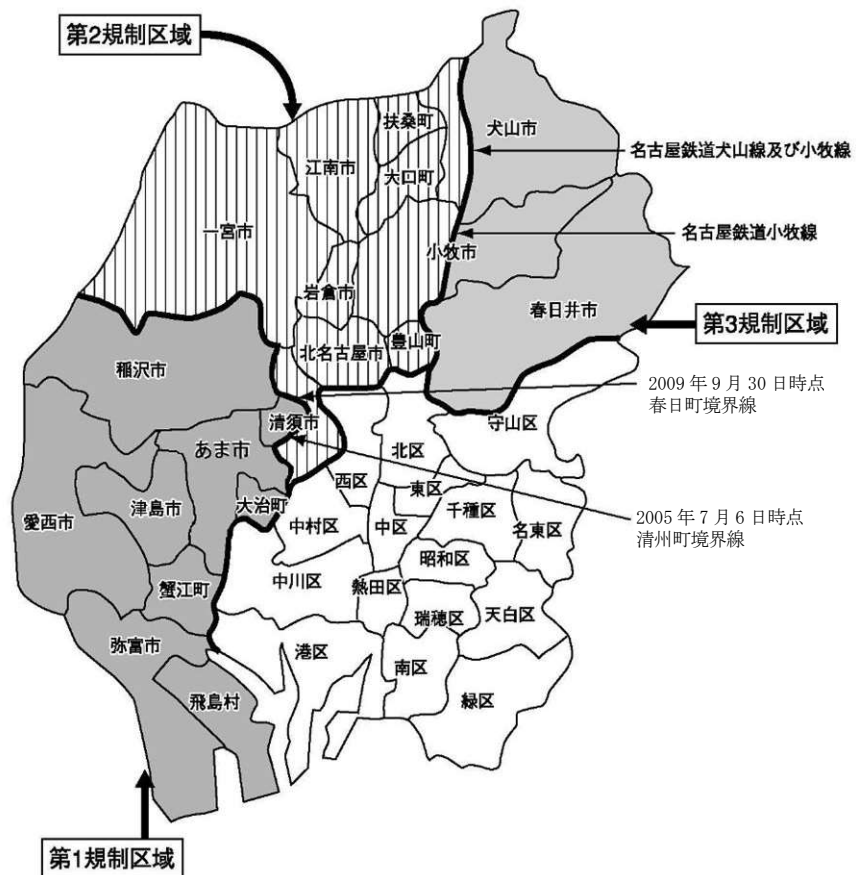 第2規制区域
扶桑町
犬山市
名古屋鉄道犬山線及び小牧線
江南市
大口町
一宮市
小牧市
名古屋鉄道小牧線
岩倉市
春日井市
第3規制区域
北名古屋市
豊山町
稲沢市
2009年9月30日時点
春日町境界線
清須市
守山区
あま市
北区
西区
東区
愛西市
津島市
大治町
千種区
2005年7月6日時点
清州町境界線
中村区
中区
名東区
昭和区
中川区
熱田区
蟹江町
瑞穂区
天白区
弥富市
港区
南区
飛島村
緑区
第1規制区域